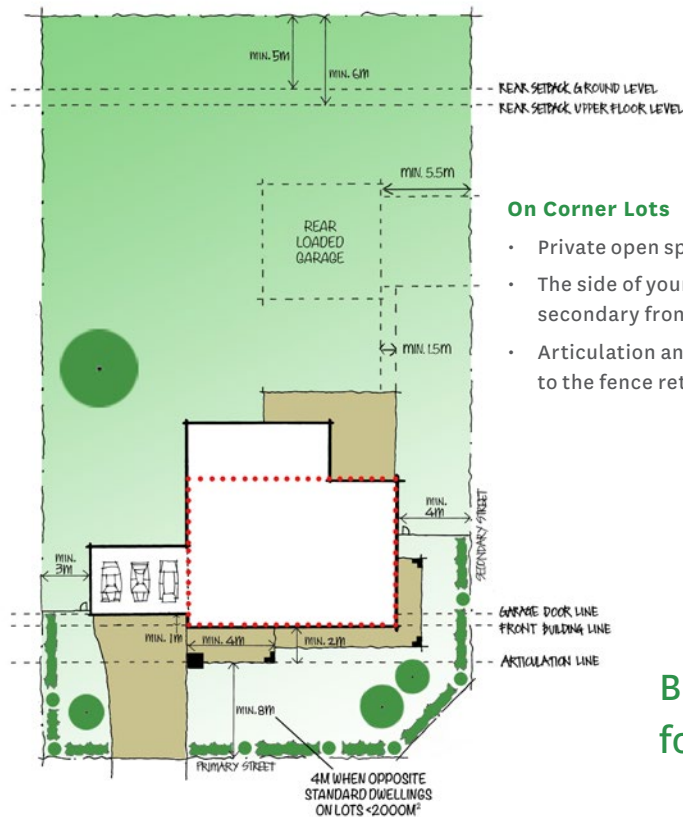 MIN. 5M
MIN. 6M
REAR SETBACK GROUND LEVEL
REAR SETBACK UPPER FLOOR LEVEL
MIN. 5.5M
REAR
LOADED
GARAGE
On Corner Lots
• Private open sp
• The side of your
secondary fron
• Articulation an
to the fence ret
MIN. 1.5M
MIN.
4M
SECONDARY STREET
MIN.
3M
GARAGE DOOR LINE
FRONT BUILDING LINE
MIN. 1M
MIN. 4M
MIN. 2M
ARTICULATION LINE
MIN. 8M
B
fo
PRIMARY STREET
4M WHEN OPPOSITE
STANDARD DWELLINGS
ON LOTS <2000M²